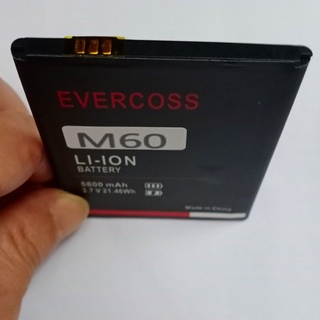 EVERCOSS
M60
LI-ION
BATTERY
5800 mAh
3.7 V 21.46Wh
Made in China